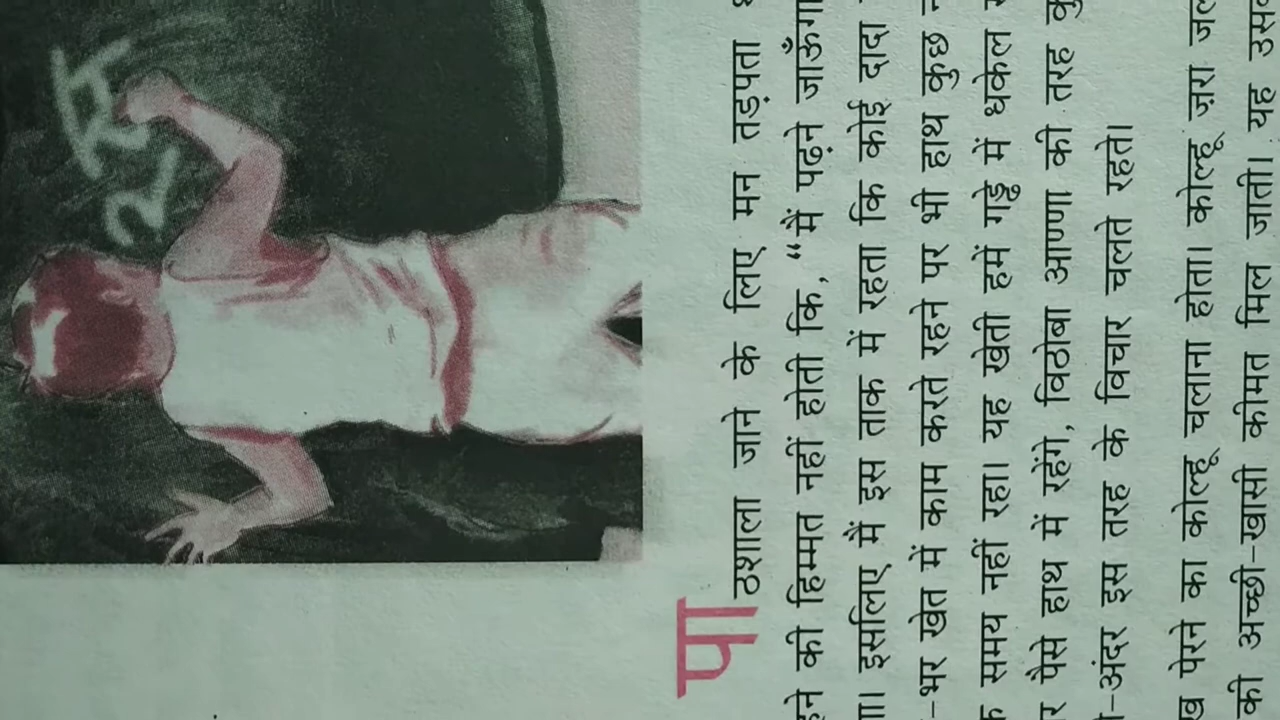 पाठशाला जाने के लिए मन तड़पता
की हिम्मत नहीं होती कि, “मैं पढ़ने जाऊँगा
इसलिए मैं इस ताक में रहता कि कोई दादा
-भर खेत में काम करते रहने पर भी हाथ कुछ
समय नहीं रहा। यह खेती हमें गड्ढे में धकेल
पैसे हाथ में रहेंगे, विठोबा आण्णा की तरह
-अंदर इस तरह के विचार चलते रहते।
पेरने का कोल्हू चलाना होता। कोल्हू ज़रा
की अच्छी-खासी कीमत मिल जाती। यह